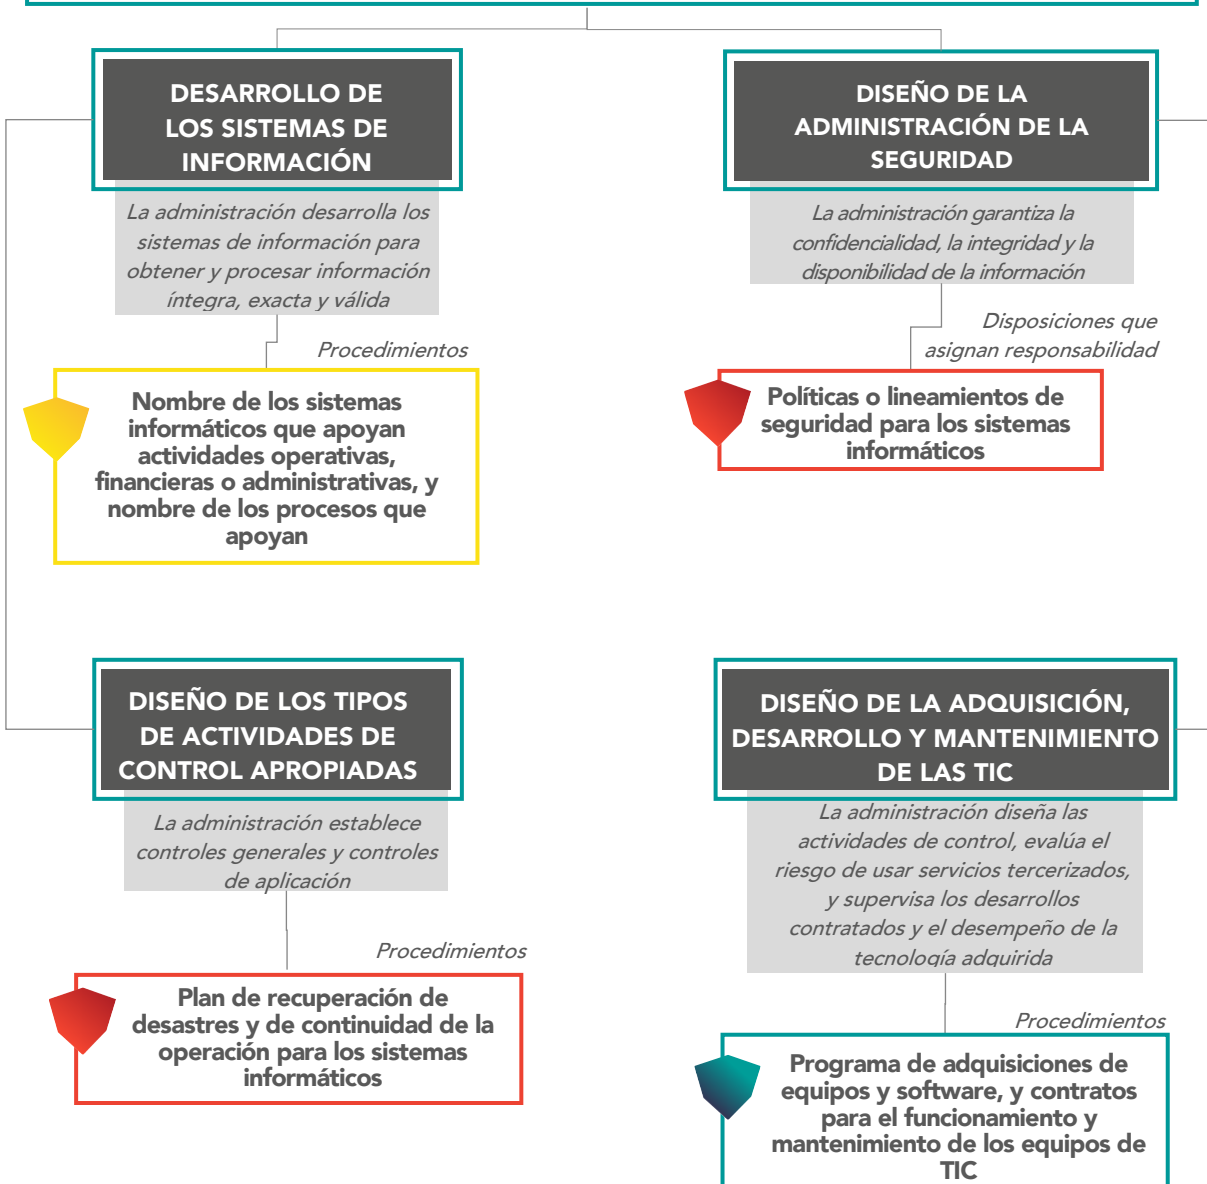 DESARROLLO DE
LOS SISTEMAS DE
INFORMACIÓN
La administración desarrolla los
sistemas de información para
obtener y procesar información
íntegra, exacta y válida
Procedimientos
Nombre de los sistemas
informáticos que apoyan
actividades operativas,
financieras o administrativas, y
nombre de los procesos que
apoyan
DISEÑO DE LA
ADMINISTRACIÓN DE LA
SEGURIDAD
La administración garantiza la
confidencialidad, la integridad y la
disponibilidad de la información
Disposiciones que
asignan responsabilidad
Políticas o lineamientos de
seguridad para los sistemas
informáticos
DISEÑO DE LOS TIPOS
DE ACTIVIDADES DE
CONTROL APROPIADAS
La administración establece
controles generales y controles
de aplicación
Procedimientos
Plan de recuperación de
desastres y de continuidad de la
operación para los sistemas
informáticos
DISEÑO DE LA ADQUISICIÓN,
DESARROLLO Y MANTENIMIENTO
DE LAS TIC
La administración diseña las
actividades de control, evalúa el
riesgo de usar servicios tercerizados,
y supervisa los desarrollos
contratados y el desempeño de la
tecnología adquirida
Procedimientos
Programa de adquisiciones de
equipos y software, y contratos
para el funcionamiento y
mantenimiento de los equipos de
TIC